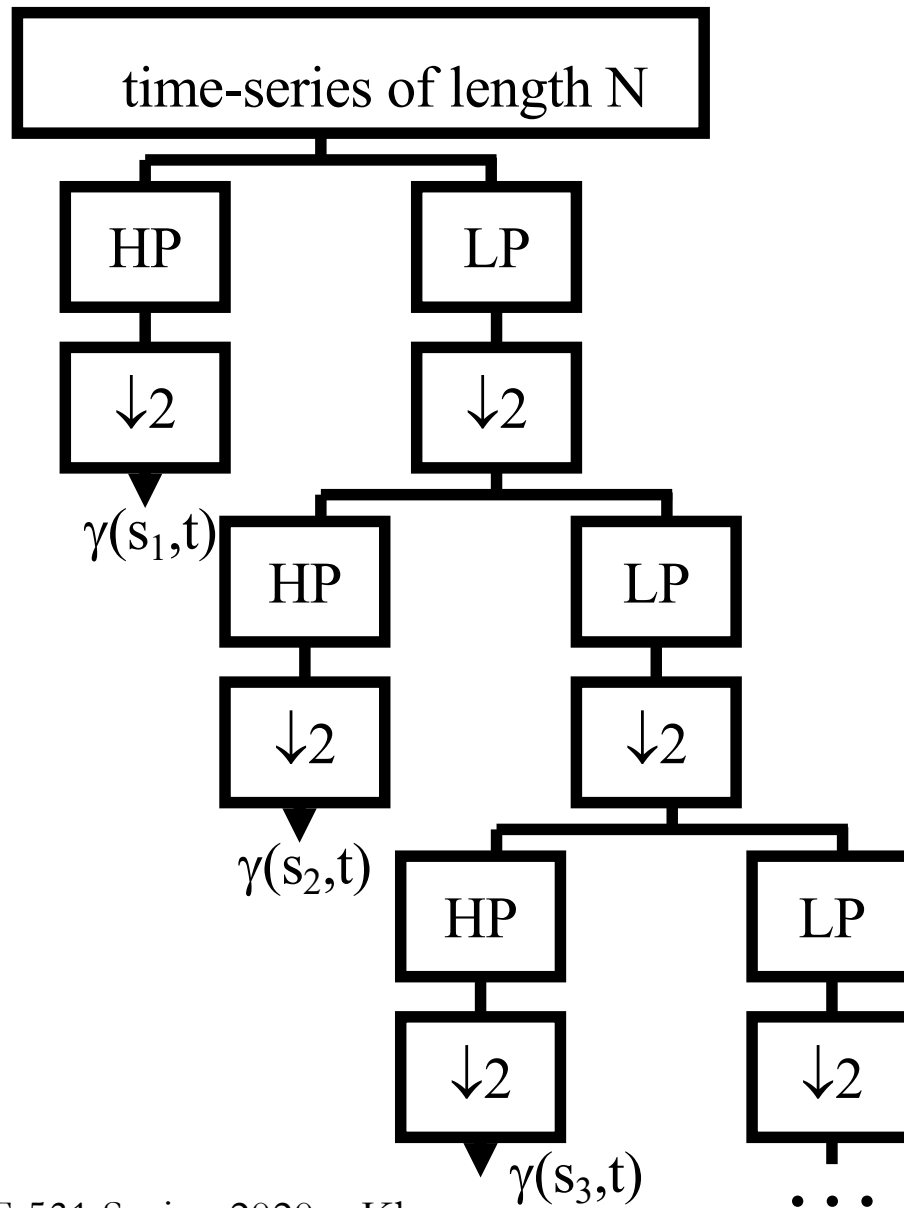 time-series of length N
HP LP
↓2 ↓2
γ(s₁,t)
HP LP
↓2 ↓2
γ(s₂,t)
HP LP
↓2 ↓2
γ(s₃,t)
...